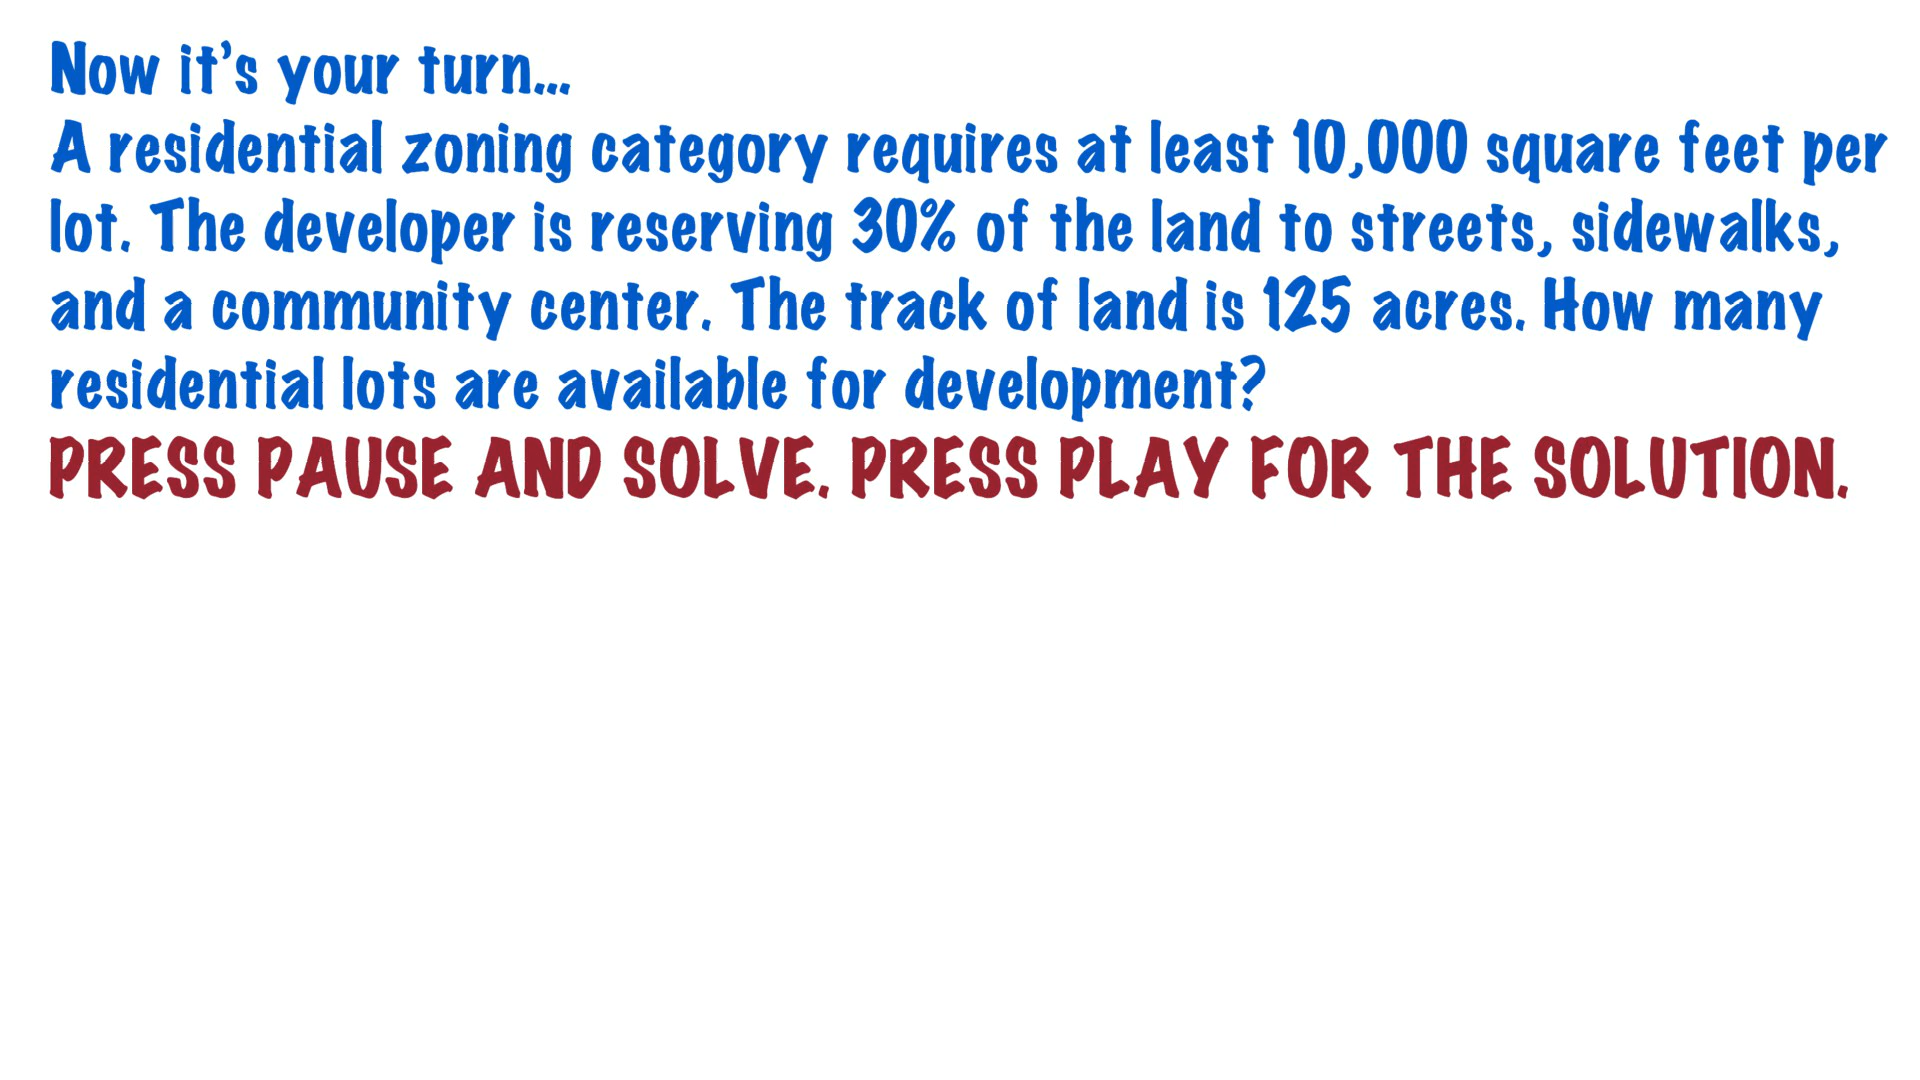 Now it’s your turn...
A residential zoning category requires at least 10,000 square feet per
lot. The developer is reserving 30% of the land to streets, sidewalks,
and a community center. The track of land is 125 acres. How many
residential lots are available for development?
PRESS PAUSE AND SOLVE. PRESS PLAY FOR THE SOLUTION.